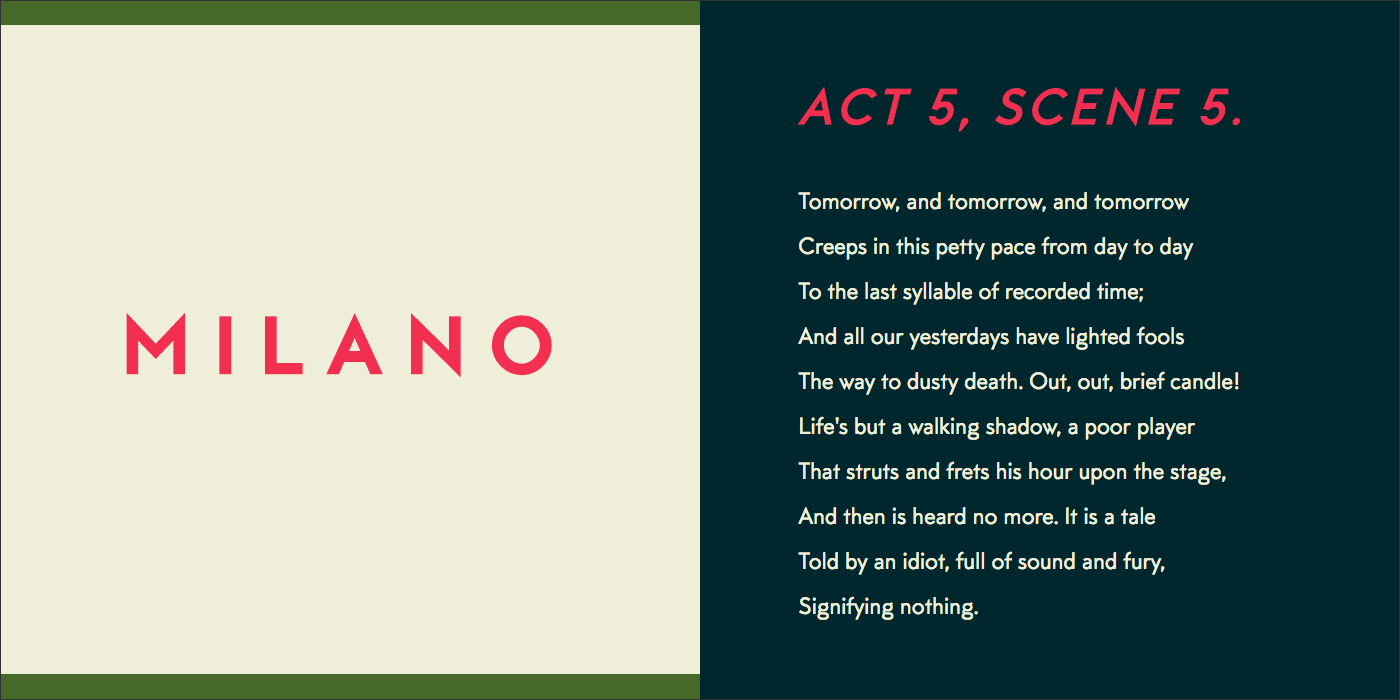 MILANO
ACT 5, SCENE 5.
Tomorrow, and tomorrow, and tomorrow
Creeps in this petty pace from day to day
To the last syllable of recorded time;
And all our yesterdays have lighted fools
The way to dusty death. Out, out, brief candle!
Life's but a walking shadow, a poor player
That struts and frets his hour upon the stage,
And then is heard no more. It is a tale
Told by an idiot, full of sound and fury,
Signifying nothing.